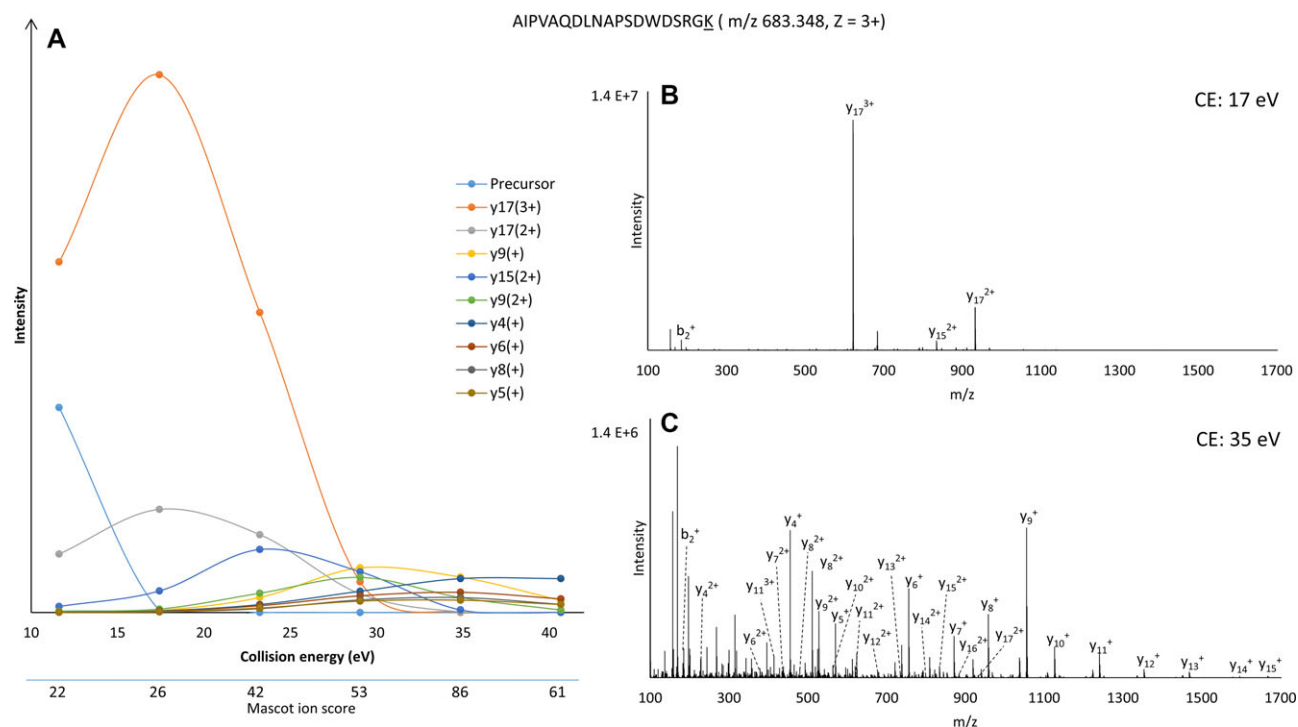 AIPVAQDLNAPSDWDSRGK ( m/z 683.348, Z = 3+)
A
Intensity
Precursor
y17(3+)
y17(2+)
y9(+)
y15(2+)
y9(2+)
y4(+)
y6(+)
y8(+)
y5(+)
10 15 20 25 30 35 40
Collision energy (eV)
22 26 42 53 86 61
Mascot ion score
B
CE: 17 eV
1.4 E+7
Intensity
y17 3+
b2+
y15 2+
y17 2+
100 300 500 700 900 1100 1300 1500 1700
m/z
C
CE: 35 eV
1.4 E+6
Intensity
b2+
y4 2+
y6 2+
y11 3+
y7 2+
y4+
y8 2+
y8 2+
y9 2+
y5+
y10 2+
y11 2+
y12 2+
y13 2+
y6+
y14 2+
y15 2+
y7+
y16 2+
y8+
y17 2+
y9+
y10+
y11+
y12+
y13+
y14+
y15+
100 300 500 700 900 1100 1300 1500 1700
m/z